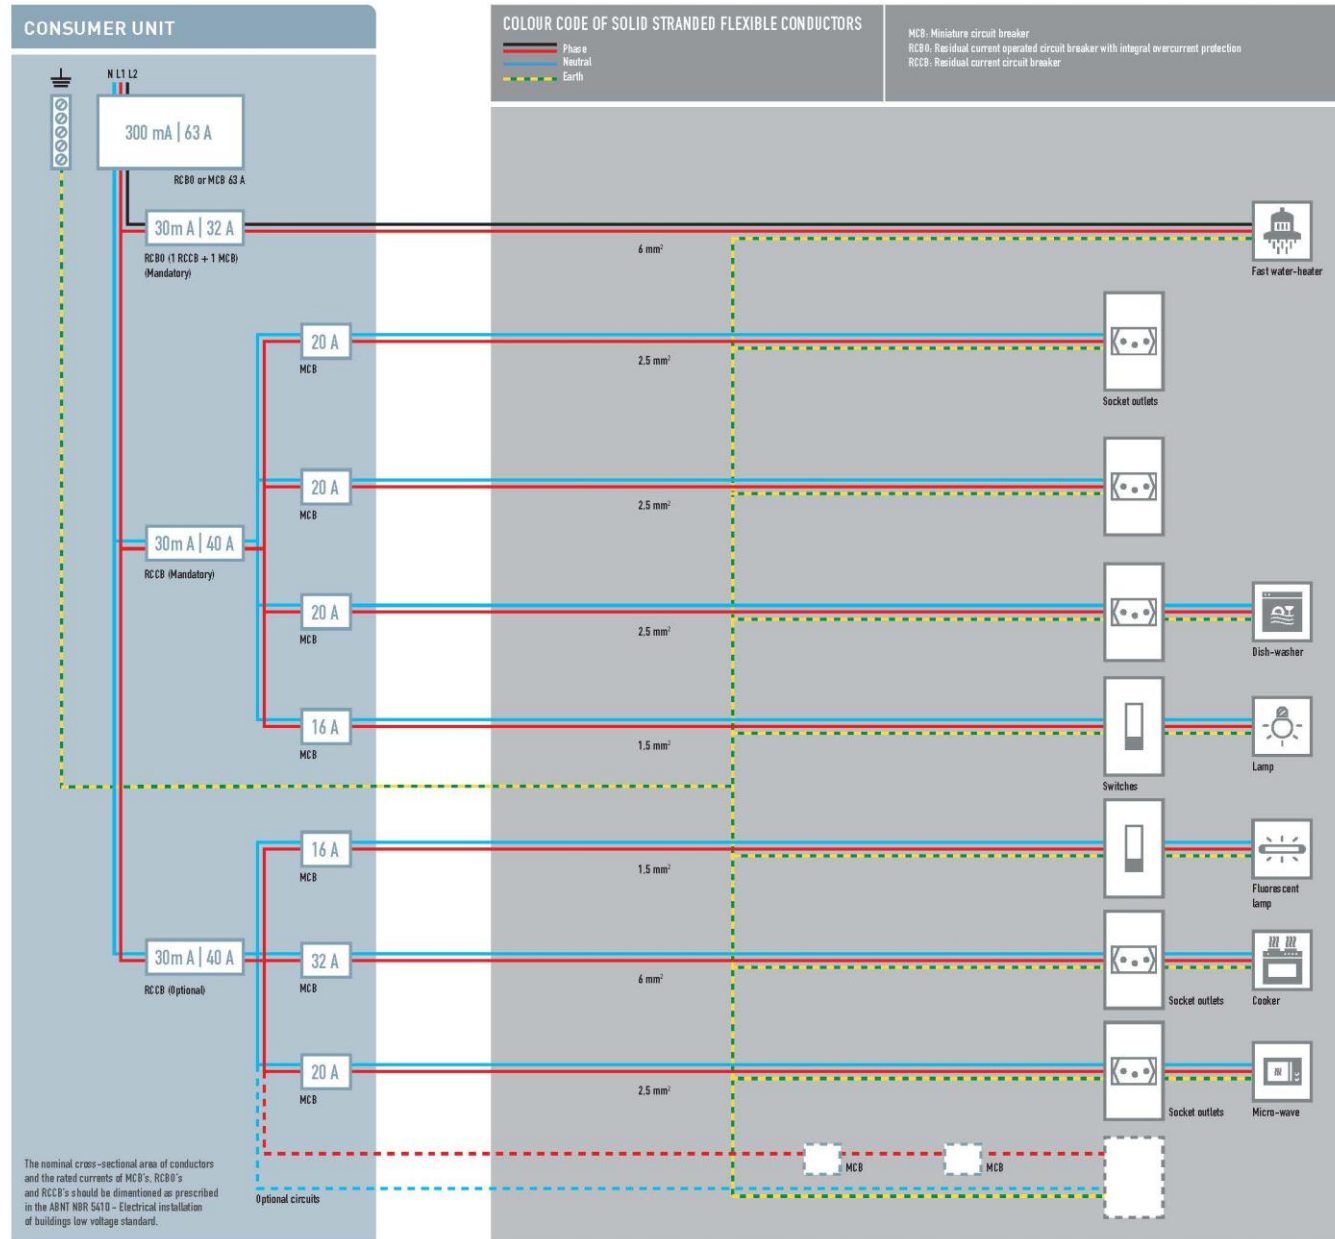 CONSUMER UNIT
COLOUR CODE OF SOLID STRANDED FLEXIBLE CONDUCTORS
Phase
Neutral
Earth
MCB: Miniature circuit breaker
RCBO: Residual current operated circuit breaker with integral overcurrent protection
RCCB: Residual current circuit breaker
N L1 L2
300 mA | 63 A
RCBO or MCB 63 A
30m A | 32 A
RCBO (1 RCCB + 1 MCB)
(Mandatory)
6 mm²
Fast water-heater
20 A
MCB
2,5 mm²
Socket outlets
20 A
MCB
2,5 mm²
30m A | 40 A
RCCB (Mandatory)
20 A
MCB
2,5 mm²
Dish-washer
16 A
MCB
1,5 mm²
Switches
Lamp
16 A
MCB
1,5 mm²
Fluorescent
lamp
30m A | 40 A
RCCB (Optional)
32 A
MCB
6 mm²
Socket outlets
Cooker
20 A
MCB
2,5 mm²
Socket outlets
Micro-wave
MCB
MCB
Optional circuits
The nominal cross-sectional area of conductors
and the rated currents of MCB's, RCBO's
and RCCB's should be dimentioned as prescribed
in the ABNT NBR 5410 - Electrical installation
of buildings low voltage standard.